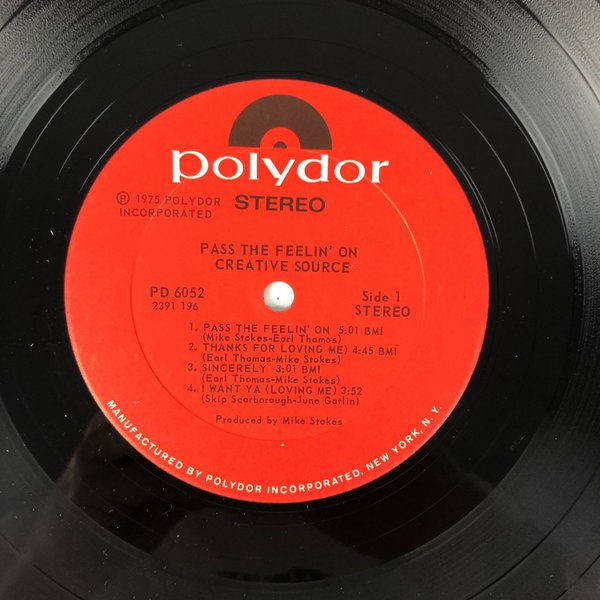 polydor
Ⓟ 1975 POLYDOR
INCORPORATED
STEREO
PASS THE FEELIN' ON
CREATIVE SOURCE
PD 6052
2391 196
Side 1
STEREO
1. PASS THE FEELIN' ON 5:01 BMI
(Mike Stokes-Earl Thomas)
2. THANKS FOR LOVING ME) 4:45 BMI
(Earl Thomas-Mike Stokes)
3. SINCERELY 3:01 BMI
(Earl Thomas-Mike Stokes)
4. I WANT YA (LOVING ME) 3:52
(Skip Scarborough-June Gatlin)
Produced by Mike Stokes
MANUFACTURED BY POLYDOR INCORPORATED, NEW YORK, N.Y.